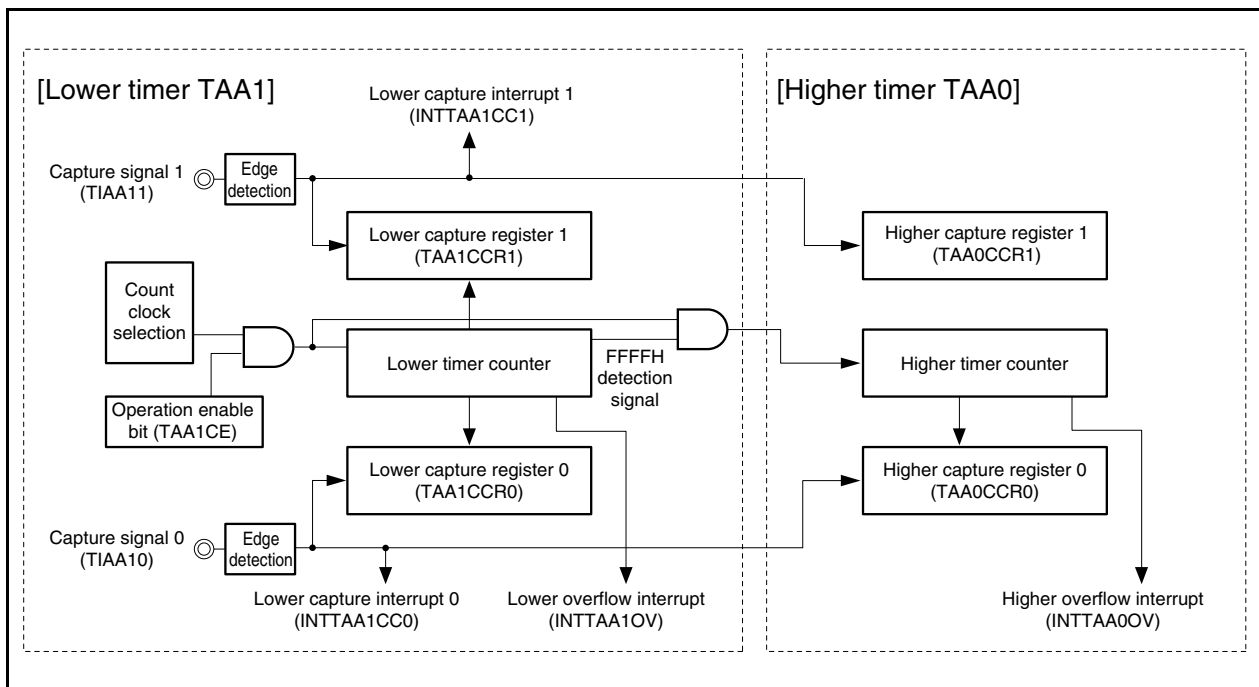 [Lower timer TAA1]
[Higher timer TAA0]
Lower capture interrupt 1
(INTTAA1CC1)
Capture signal 1
(TIAA11)
Edge
detection
Lower capture register 1
(TAA1CCR1)
Higher capture register 1
(TAA0CCR1)
Count
clock
selection
Lower timer counter
FFFFH
detection
signal
Higher timer counter
Operation enable
bit (TAA1CE)
Lower capture register 0
(TAA1CCR0)
Higher capture register 0
(TAA0CCR0)
Capture signal 0
(TIAA10)
Edge
detection
Lower capture interrupt 0
(INTTAA1CC0)
Lower overflow interrupt
(INTTAA1OV)
Higher overflow interrupt
(INTTAA0OV)